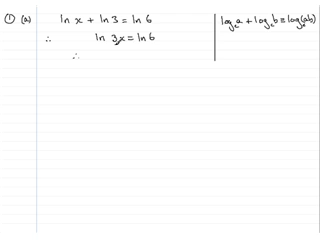 ① (a) ln x + ln 3 = ln 6
∴ ln 3x = ln 6
∴
log_c a + log_c b ≡ log_c(ab)